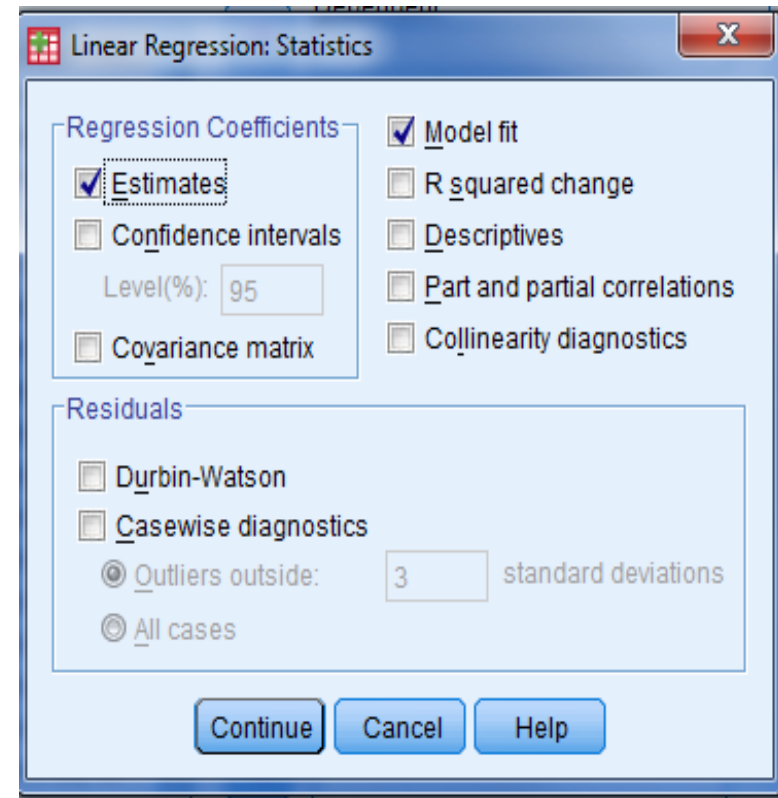 Dependent
Linear Regression: Statistics
X
Regression Coefficients
Estimates
Confidence intervals
Level(%): 95
Covariance matrix
Model fit
R squared change
Descriptives
Part and partial correlations
Collinearity diagnostics
Residuals
Durbin-Watson
Casewise diagnostics
Outliers outside: 3 standard deviations
All cases
Continue Cancel Help